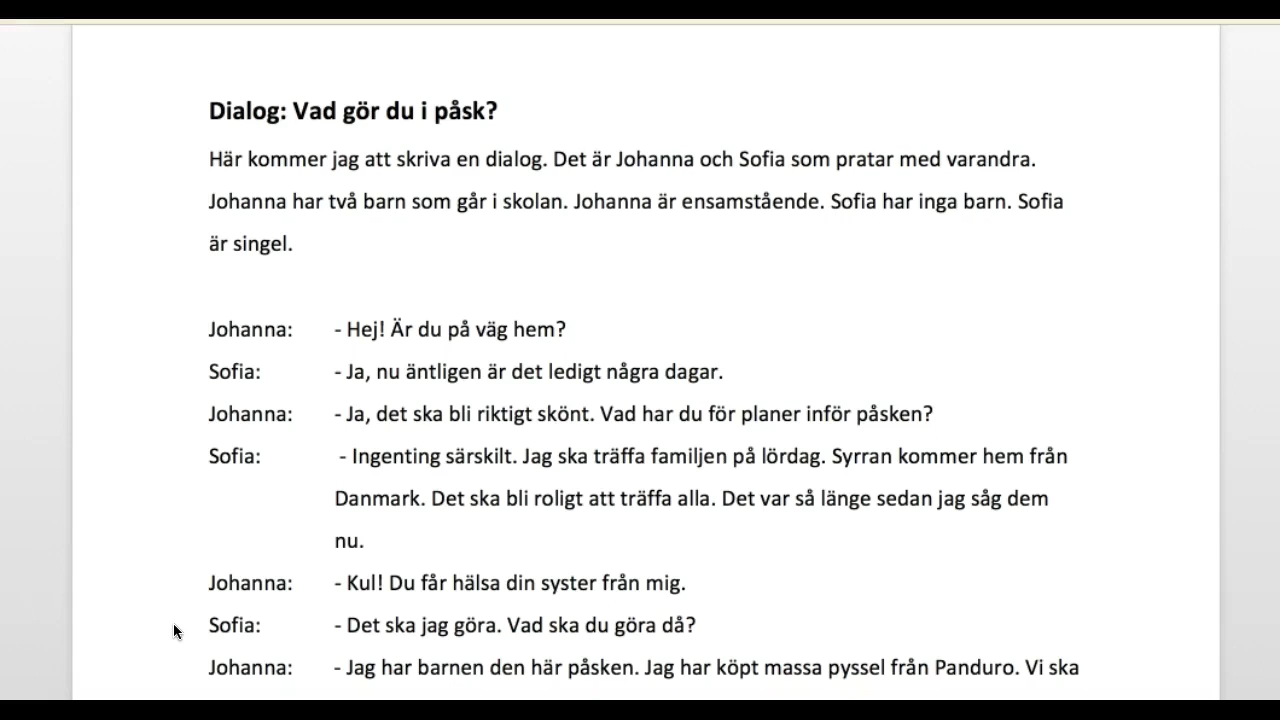 Dialog: Vad gör du i påsk?
Här kommer jag att skriva en dialog. Det är Johanna och Sofia som pratar med varandra.
Johanna har två barn som går i skolan. Johanna är ensamstående. Sofia har inga barn. Sofia
är singel.
Johanna: - Hej! Är du på väg hem?
Sofia: - Ja, nu äntligen är det ledigt några dagar.
Johanna: - Ja, det ska bli riktigt skönt. Vad har du för planer inför påsken?
Sofia: - Ingenting särskilt. Jag ska träffa familjen på lördag. Syrran kommer hem från
Danmark. Det ska bli roligt att träffa alla. Det var så länge sedan jag såg dem
nu.
Johanna: - Kul! Du får hälsa din syster från mig.
Sofia: - Det ska jag göra. Vad ska du göra då?
Johanna: - Jag har barnen den här påsken. Jag har köpt massa pyssel från Panduro. Vi ska